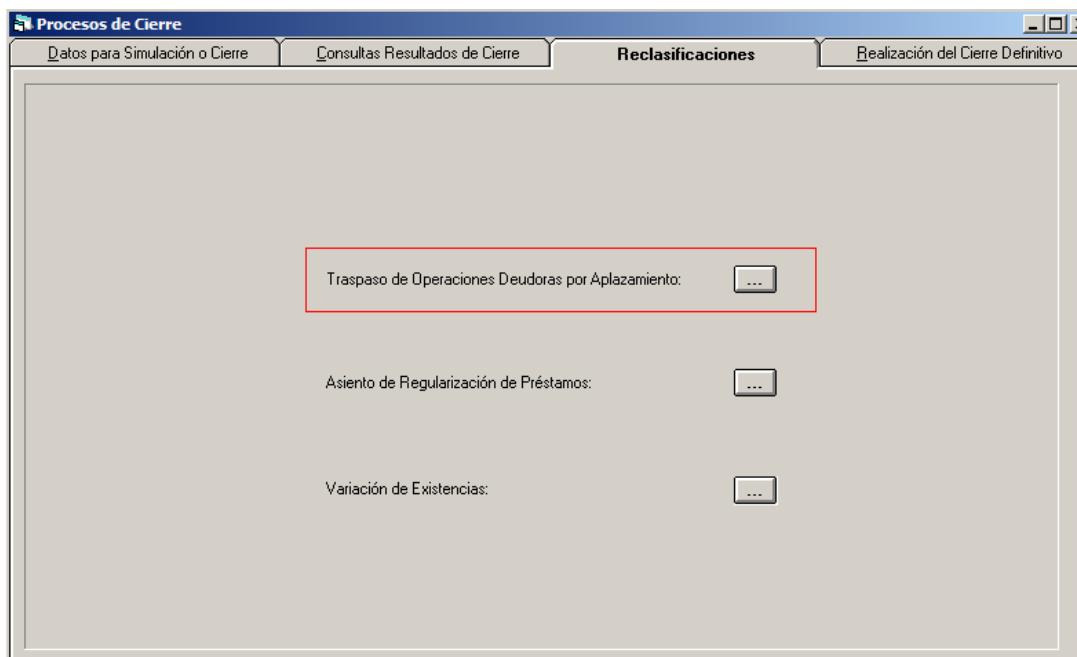 Procesos de Cierre
Datos para Simulación o Cierre
Consultas Resultados de Cierre
Reclasificaciones
Realización del Cierre Definitivo
Traspaso de Operaciones Deudoras por Aplazamiento: ...
Asiento de Regularización de Préstamos: ...
Variación de Existencias: ...